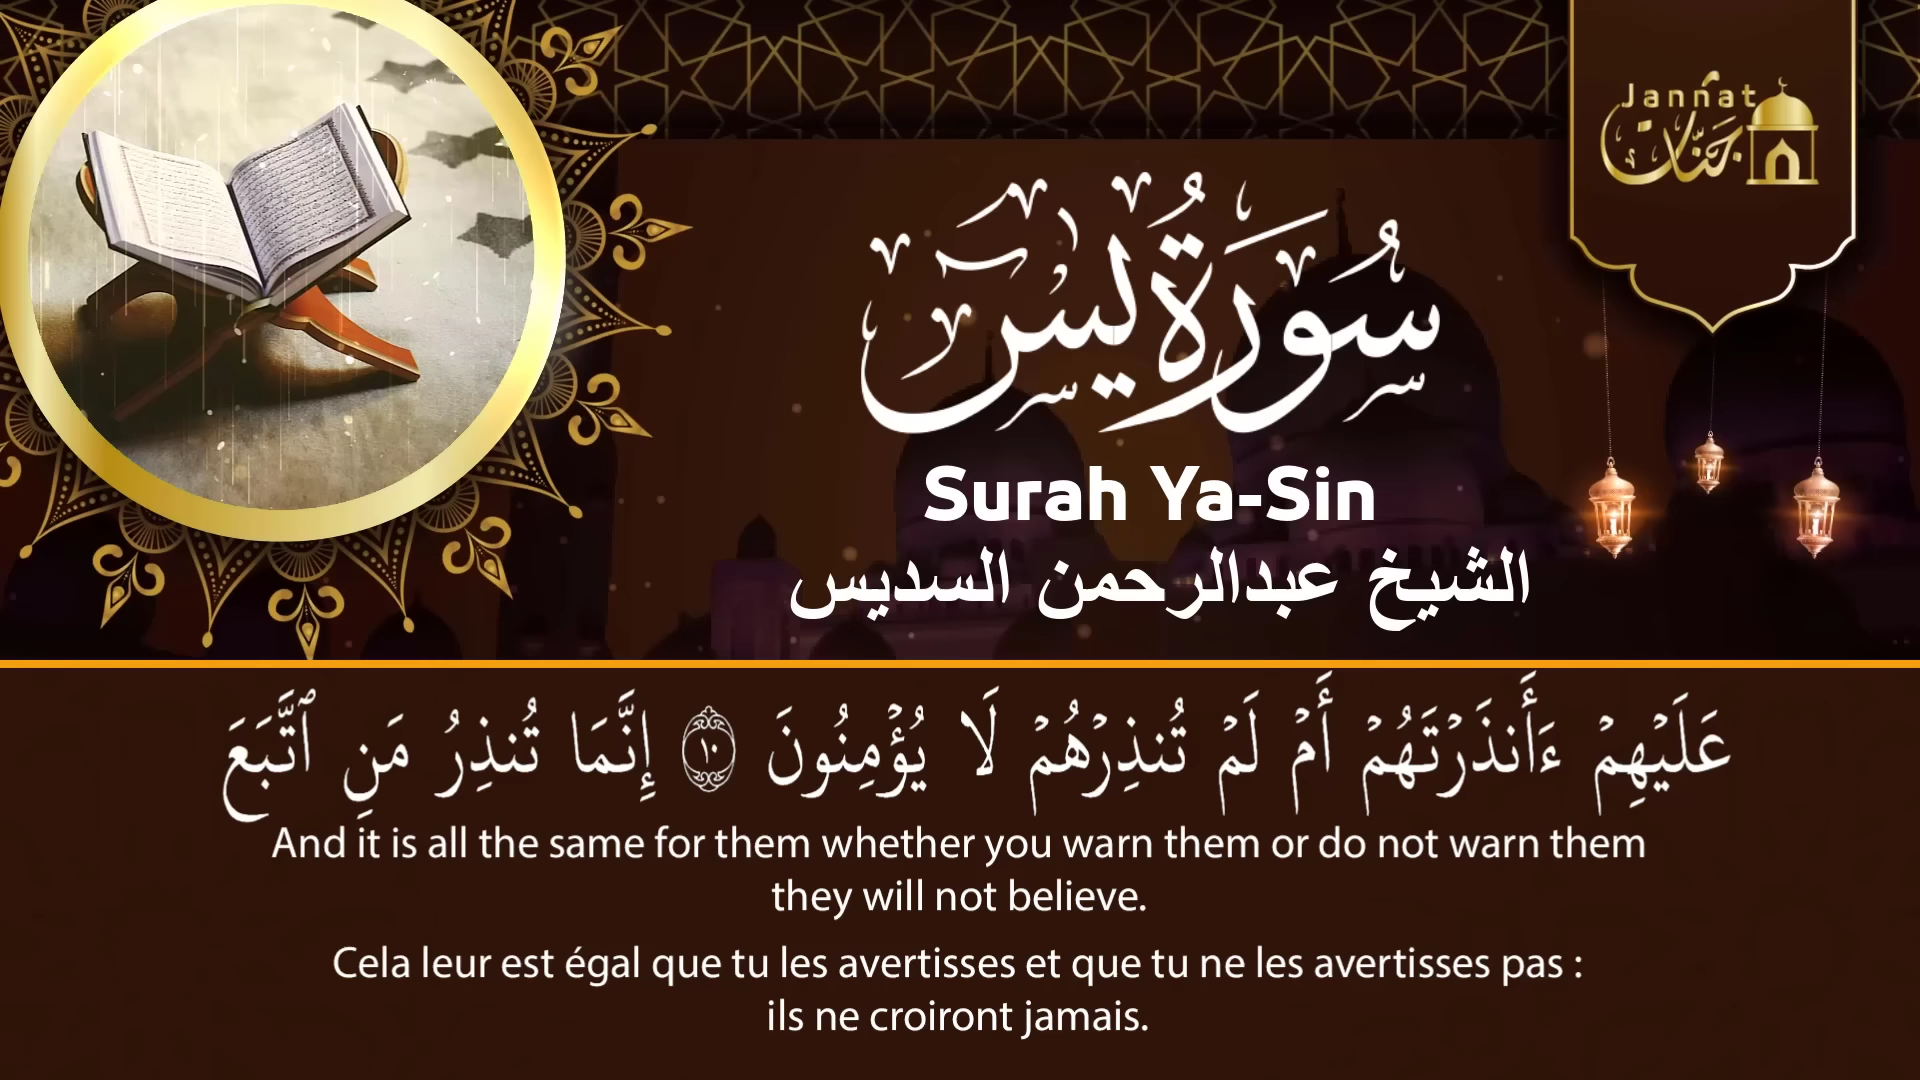 Jannat
جنات
سُورَةُ يسٓ
Surah Ya-Sin
الشيخ عبدالرحمن السديس
عَلَيْهِمْ ءَأَنذَرْتَهُمْ أَمْ لَمْ تُنذِرْهُمْ لَا يُؤْمِنُونَ ١٠ إِنَّمَا تُنذِرُ مَنِ ٱتَّبَعَ
And it is all the same for them whether you warn them or do not warn them
they will not believe.
Cela leur est égal que tu les avertisses et que tu ne les avertisses pas :
ils ne croiront jamais.